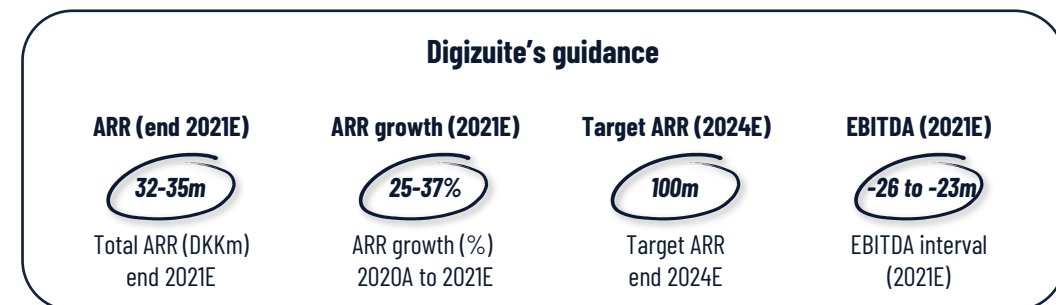 Digizuite’s guidance
ARR (end 2021E)
32-35m
Total ARR (DKKm)
end 2021E
ARR growth (2021E)
25-37%
ARR growth (%)
2020A to 2021E
Target ARR (2024E)
100m
Target ARR
end 2024E
EBITDA (2021E)
-26 to -23m
EBITDA interval
(2021E)